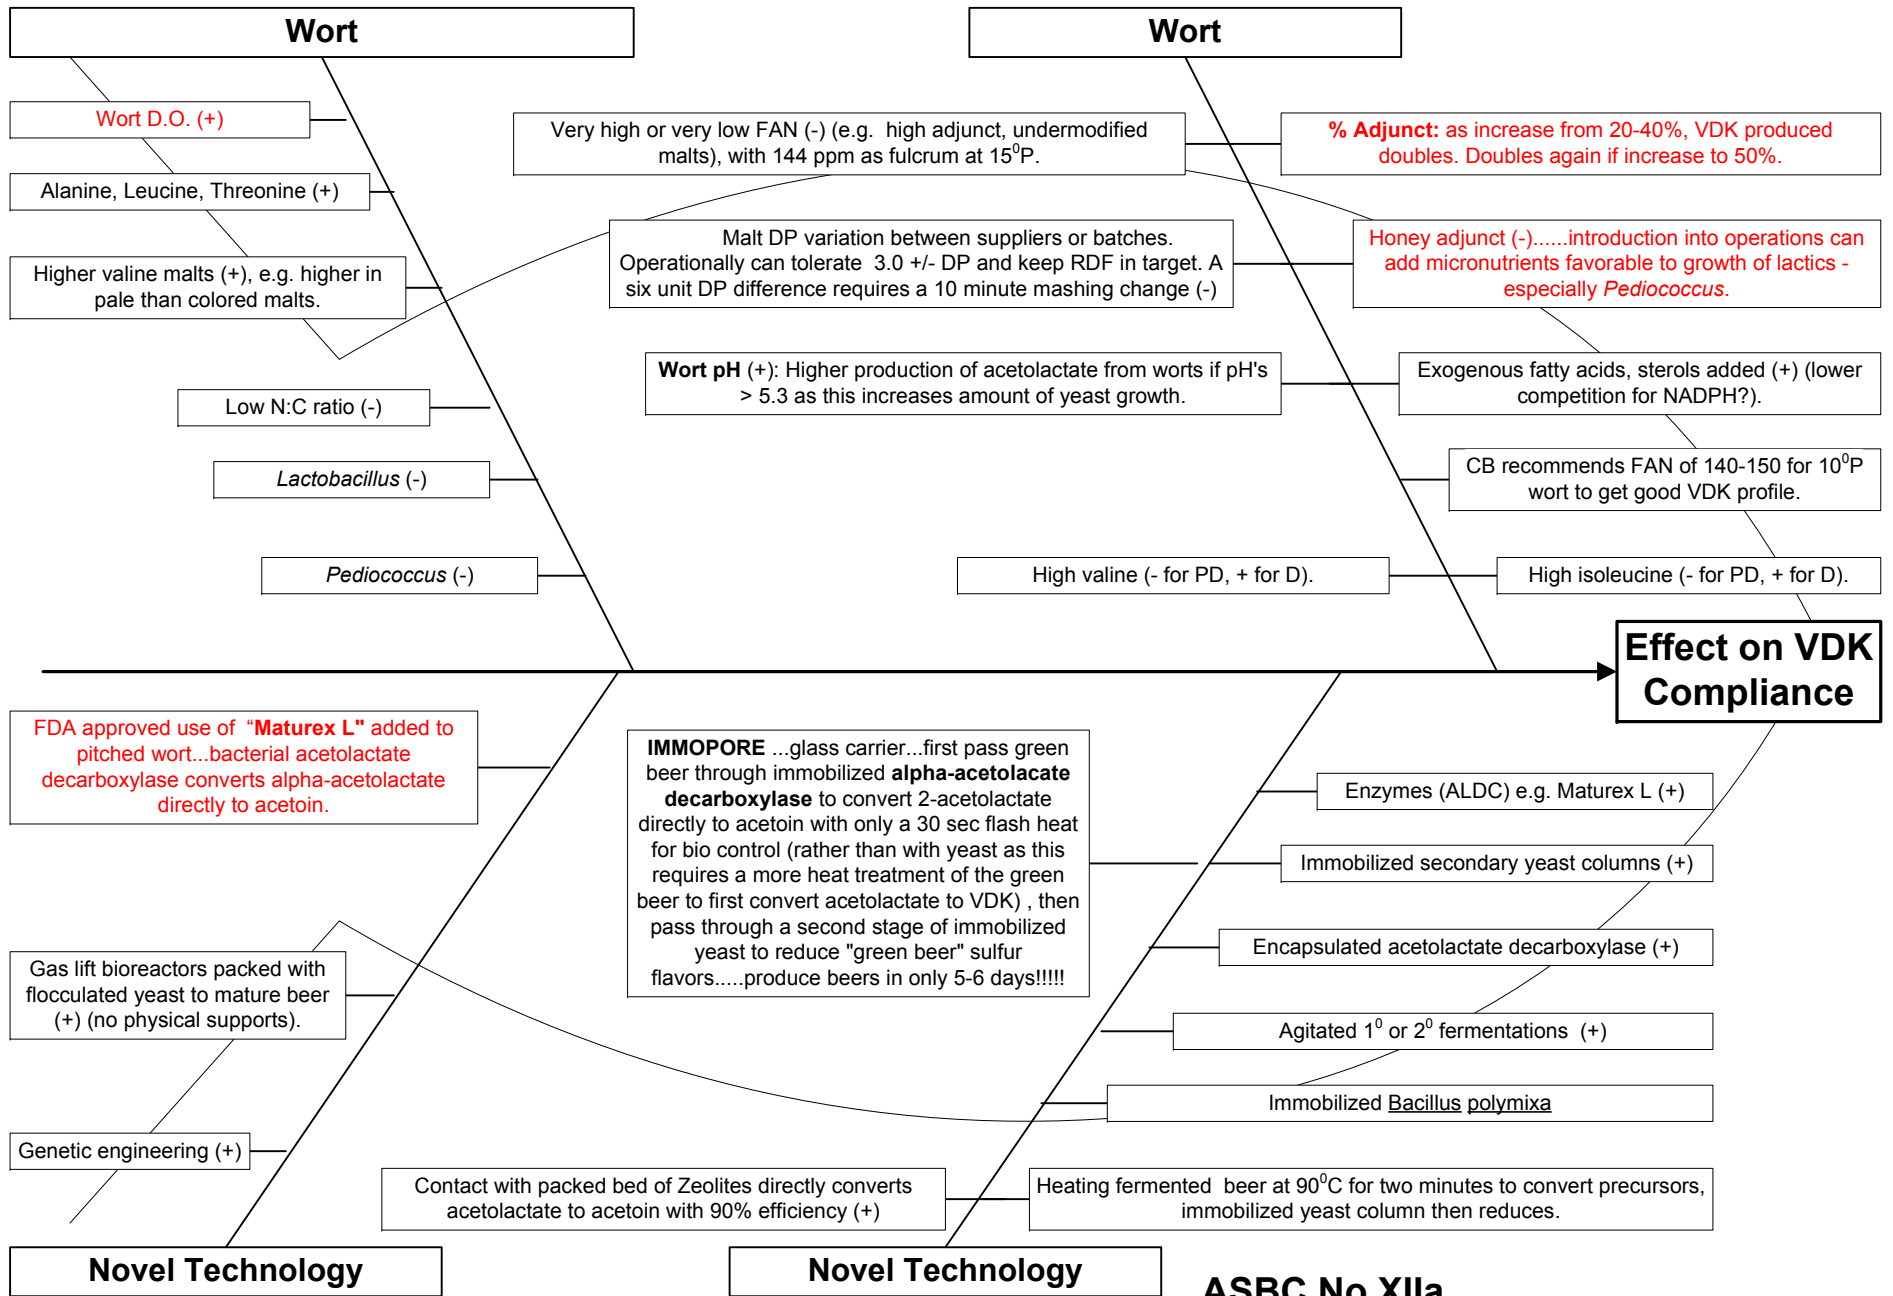 Wort
Wort
Wort D.O. (+)
Very high or very low FAN (-) (e.g.  high adjunct, undermodified
malts), with 144 ppm as fulcrum at 15⁰P.
% Adjunct: as increase from 20-40%, VDK produced
doubles. Doubles again if increase to 50%.
Alanine, Leucine, Threonine (+)
Malt DP variation between suppliers or batches.
Operationally can tolerate  3.0 +/- DP and keep RDF in target. A
six unit DP difference requires a 10 minute mashing change (-)
Honey adjunct (-)......introduction into operations can
add micronutrients favorable to growth of lactics -
especially Pediococcus.
Higher valine malts (+), e.g. higher in
pale than colored malts.
Wort pH (+): Higher production of acetolactate from worts if pH's
> 5.3 as this increases amount of yeast growth.
Exogenous fatty acids, sterols added (+) (lower
competition for NADPH?).
Low N:C ratio (-)
Lactobacillus (-)
CB recommends FAN of 140-150 for 10⁰P
wort to get good VDK profile.
Pediococcus (-)
High valine (- for PD, + for D).
High isoleucine (- for PD, + for D).
Effect on VDK
Compliance
FDA approved use of  “Maturex L" added to
pitched wort...bacterial acetolactate
decarboxylase converts alpha-acetolactate
directly to acetoin.
IMMOPORE ...glass carrier...first pass green
beer through immobilized alpha-acetolacate
decarboxylase to convert 2-acetolactate
directly to acetoin with only a 30 sec flash heat
for bio control (rather than with yeast as this
requires a more heat treatment of the green
beer to first convert acetolactate to VDK) , then
pass through a second stage of immobilized
yeast to reduce "green beer" sulfur
flavors.....produce beers in only 5-6 days!!!!!
Enzymes (ALDC) e.g. Maturex L (+)
Immobilized secondary yeast columns (+)
Encapsulated acetolactate decarboxylase (+)
Gas lift bioreactors packed with
flocculated yeast to mature beer
(+) (no physical supports).
Agitated 1⁰ or 2⁰ fermentations  (+)
Immobilized Bacillus polymixa
Genetic engineering (+)
Contact with packed bed of Zeolites directly converts
acetolactate to acetoin with 90% efficiency (+)
Heating fermented  beer at 90⁰C for two minutes to convert precursors,
immobilized yeast column then reduces.
Novel Technology
Novel Technology
ASBC No XIIa